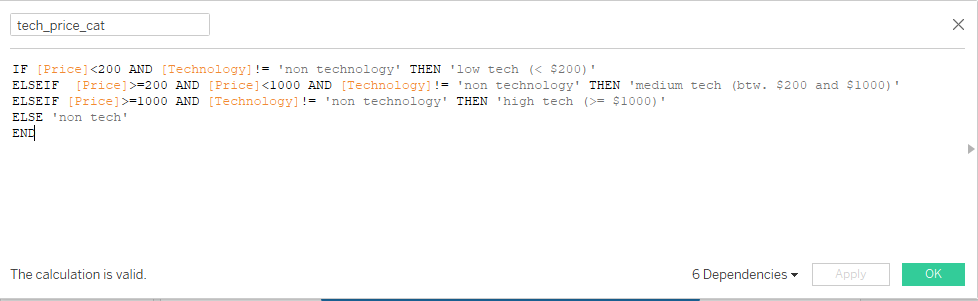 tech_price_cat
IF [Price]<200 AND [Technology]!= 'non technology' THEN 'low tech (< $200)'
ELSEIF  [Price]>=200 AND [Price]<1000 AND [Technology]!= 'non technology' THEN 'medium tech (btw. $200 and $1000)'
ELSEIF [Price]>=1000 AND [Technology]!= 'non technology' THEN 'high tech (>= $1000)'
ELSE 'non tech'
END
The calculation is valid.
6 Dependencies
Apply
OK